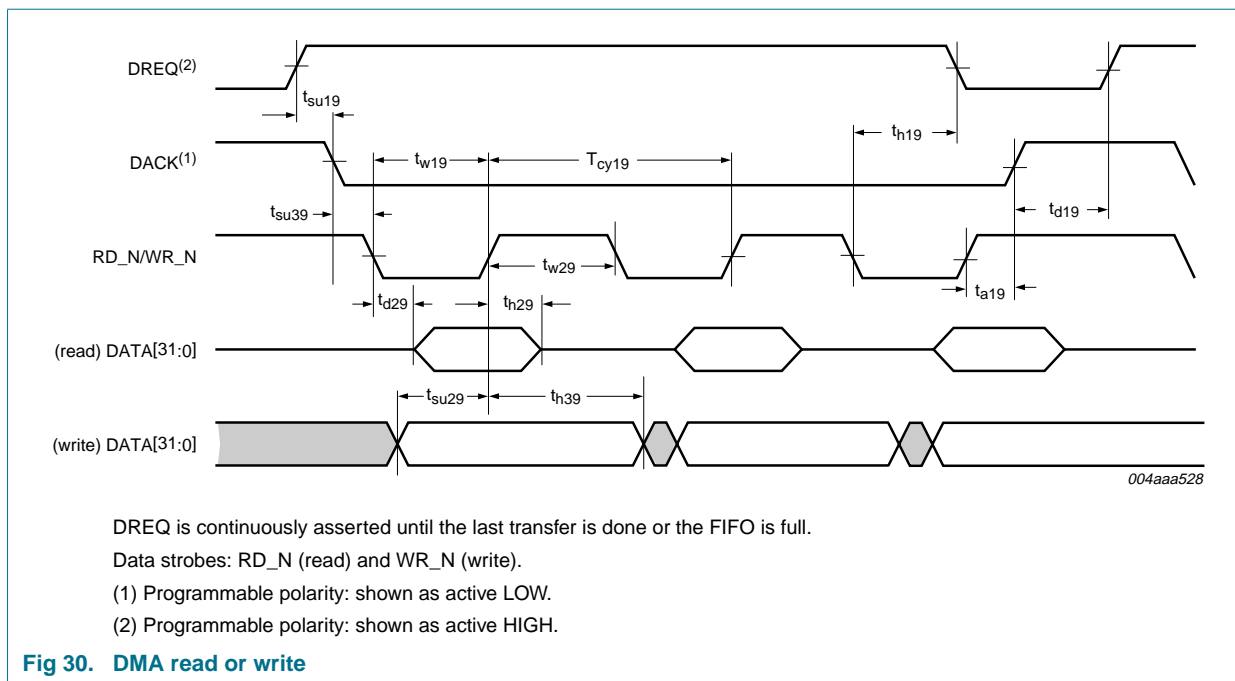 DREQ(2)
tsu19
th19
DACK(1)
tw19
Tcy19
tsu39
td19
RD_N/WR_N
tw29
ta19
td29
th29
(read) DATA[31:0]
tsu29
th39
(write) DATA[31:0]
004aaa528
DREQ is continuously asserted until the last transfer is done or the FIFO is full.
Data strobes: RD_N (read) and WR_N (write).
(1) Programmable polarity: shown as active LOW.
(2) Programmable polarity: shown as active HIGH.
Fig 30. DMA read or write